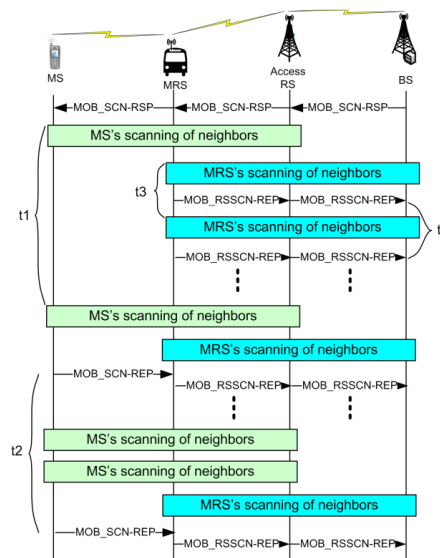 MS
MRS
Access
RS
BS
MOB_SCN-RSP MOB_SCN-RSP MOB_SCN-RSP
MS's scanning of neighbors
MRS's scanning of neighbors
t3
MOB_RSSCN-REP MOB_RSSCN-REP
t1
MRS's scanning of neighbors
t
MOB_RSSCN-REP MOB_RSSCN-REP
MS's scanning of neighbors
MRS's scanning of neighbors
MOB_SCN-REP
MOB_RSSCN-REP MOB_RSSCN-REP
t2
MS's scanning of neighbors
MS's scanning of neighbors
MRS's scanning of neighbors
MOB_SCN-REP
MOB_RSSCN-REP MOB_RSSCN-REP